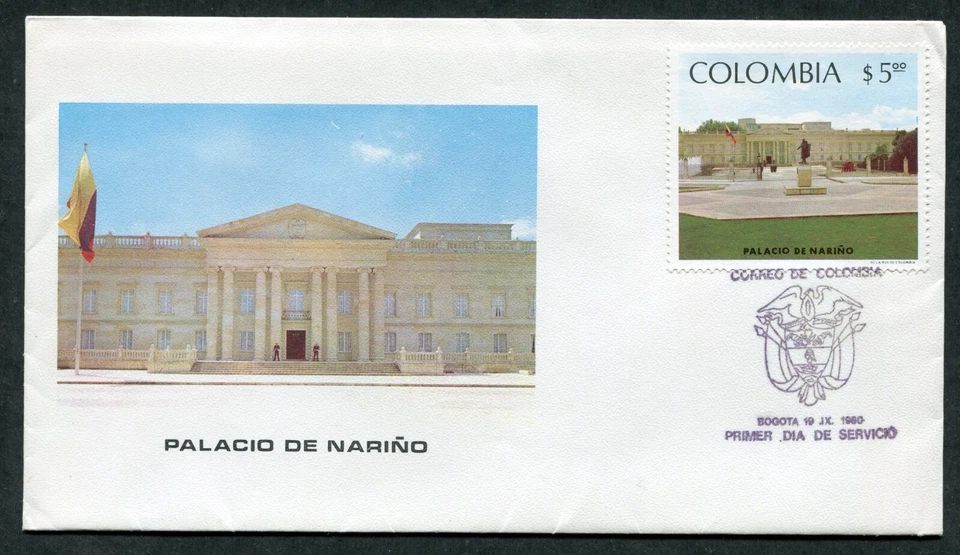 COLOMBIA $ 5.00
PALACIO DE NARIÑO
CORREO DE COLOMBIA
BOGOTA 19 IX. 1980
PRIMER DIA DE SERVICIO
PALACIO DE NARIÑO